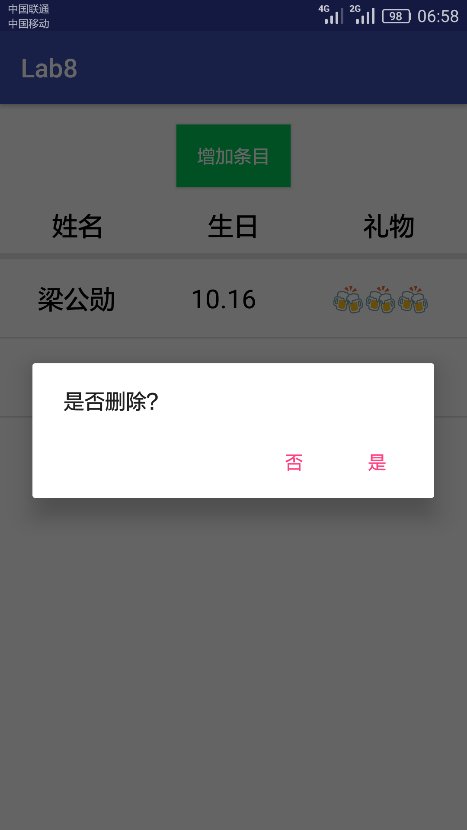 中国联通
中国移动
4G 2G 98 06:58
Lab8
增加条目
姓名 生日 礼物
梁公勋 10.16 🍻🍻🍻
是否删除?
否 是